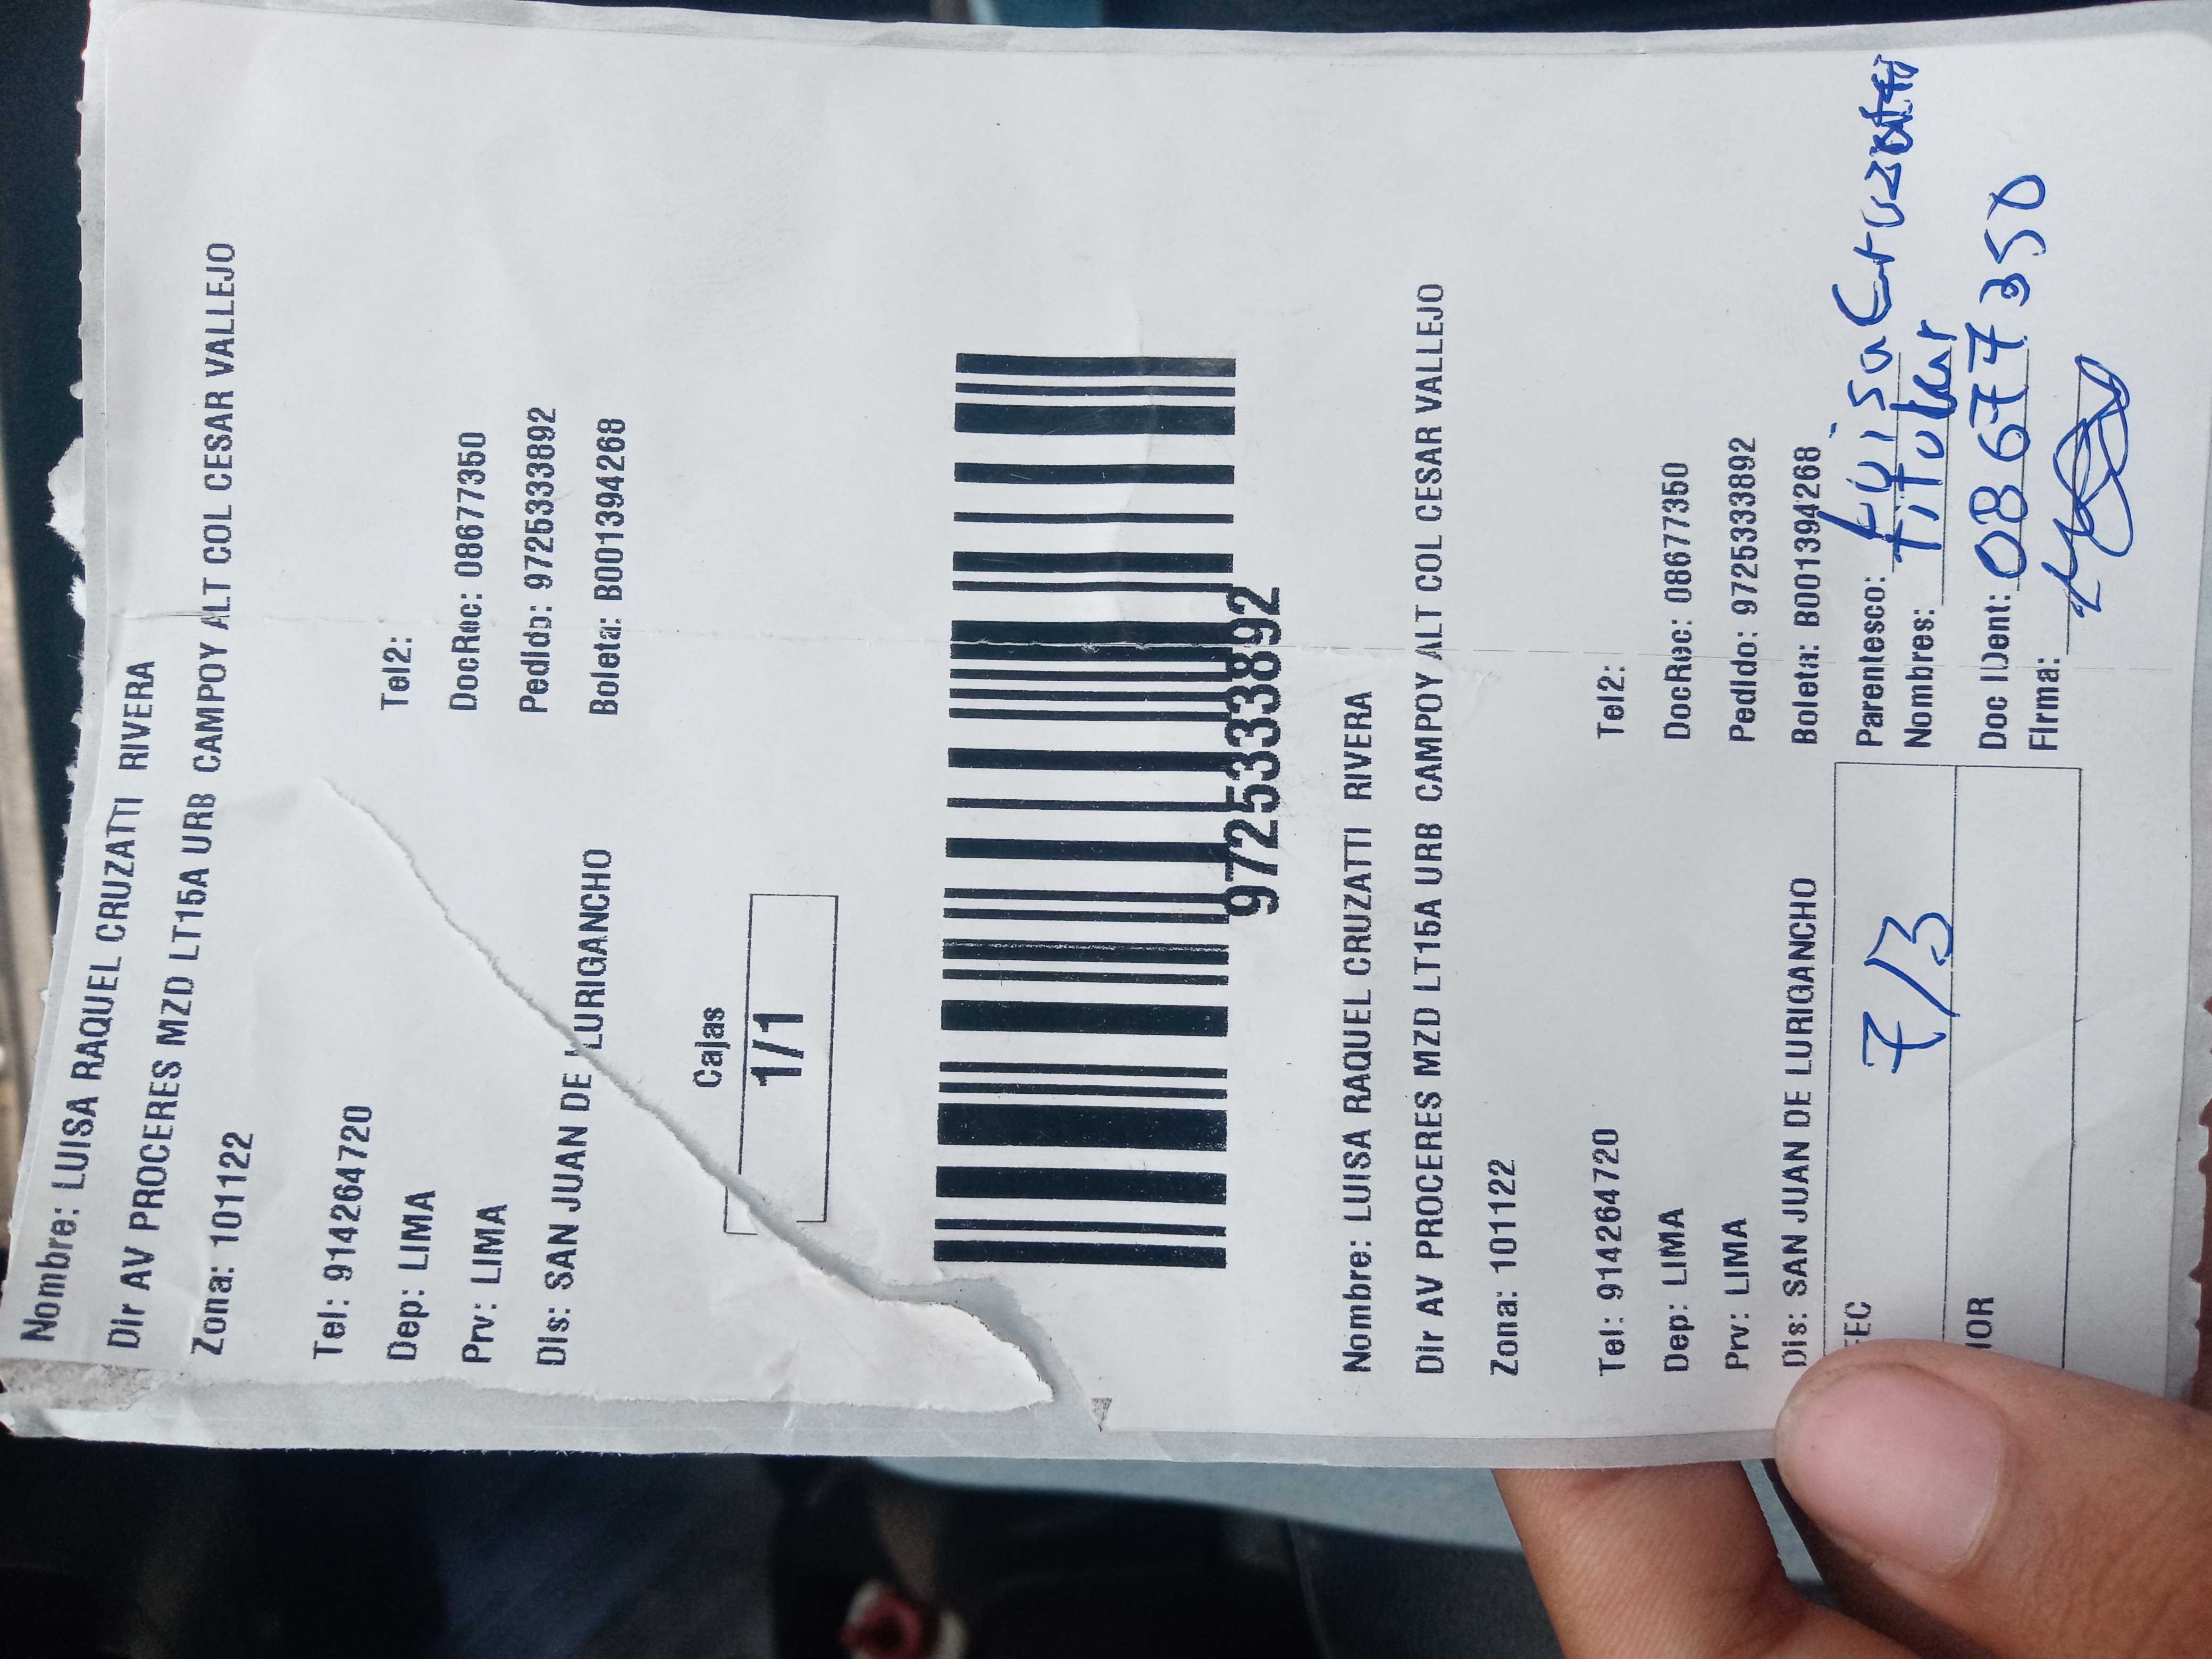 Nombre: LUISA RAQUEL CRUZATTI RIVERA
Dir AV PROCERES MZD LT15A URB CAMPOY ALT COL CESAR VALLEJO
Zona: 101122
Tel: 914264720 Tel2:
Dep: LIMA DocRec: 08677350
Prv: LIMA Pedido: 9725333892
Dis: SAN JUAN DE LURIGANCHO Boleta: B001394268
Cajas
1/1
9725333892
Nombre: LUISA RAQUEL CRUZATTI RIVERA
Dir AV PROCERES MZD LT15A URB CAMPOY ALT COL CESAR VALLEJO
Zona: 101122
Tel: 914264720 Tel2:
Dep: LIMA DocRec: 08677350
Prv: LIMA Pedido: 9725333892
Dis: SAN JUAN DE LURIGANCHO Boleta: B001394268
FEC 7/3 Parentesco: Luisa
Nombres: titular
HOR Doc IDent: 08677350
Firma: